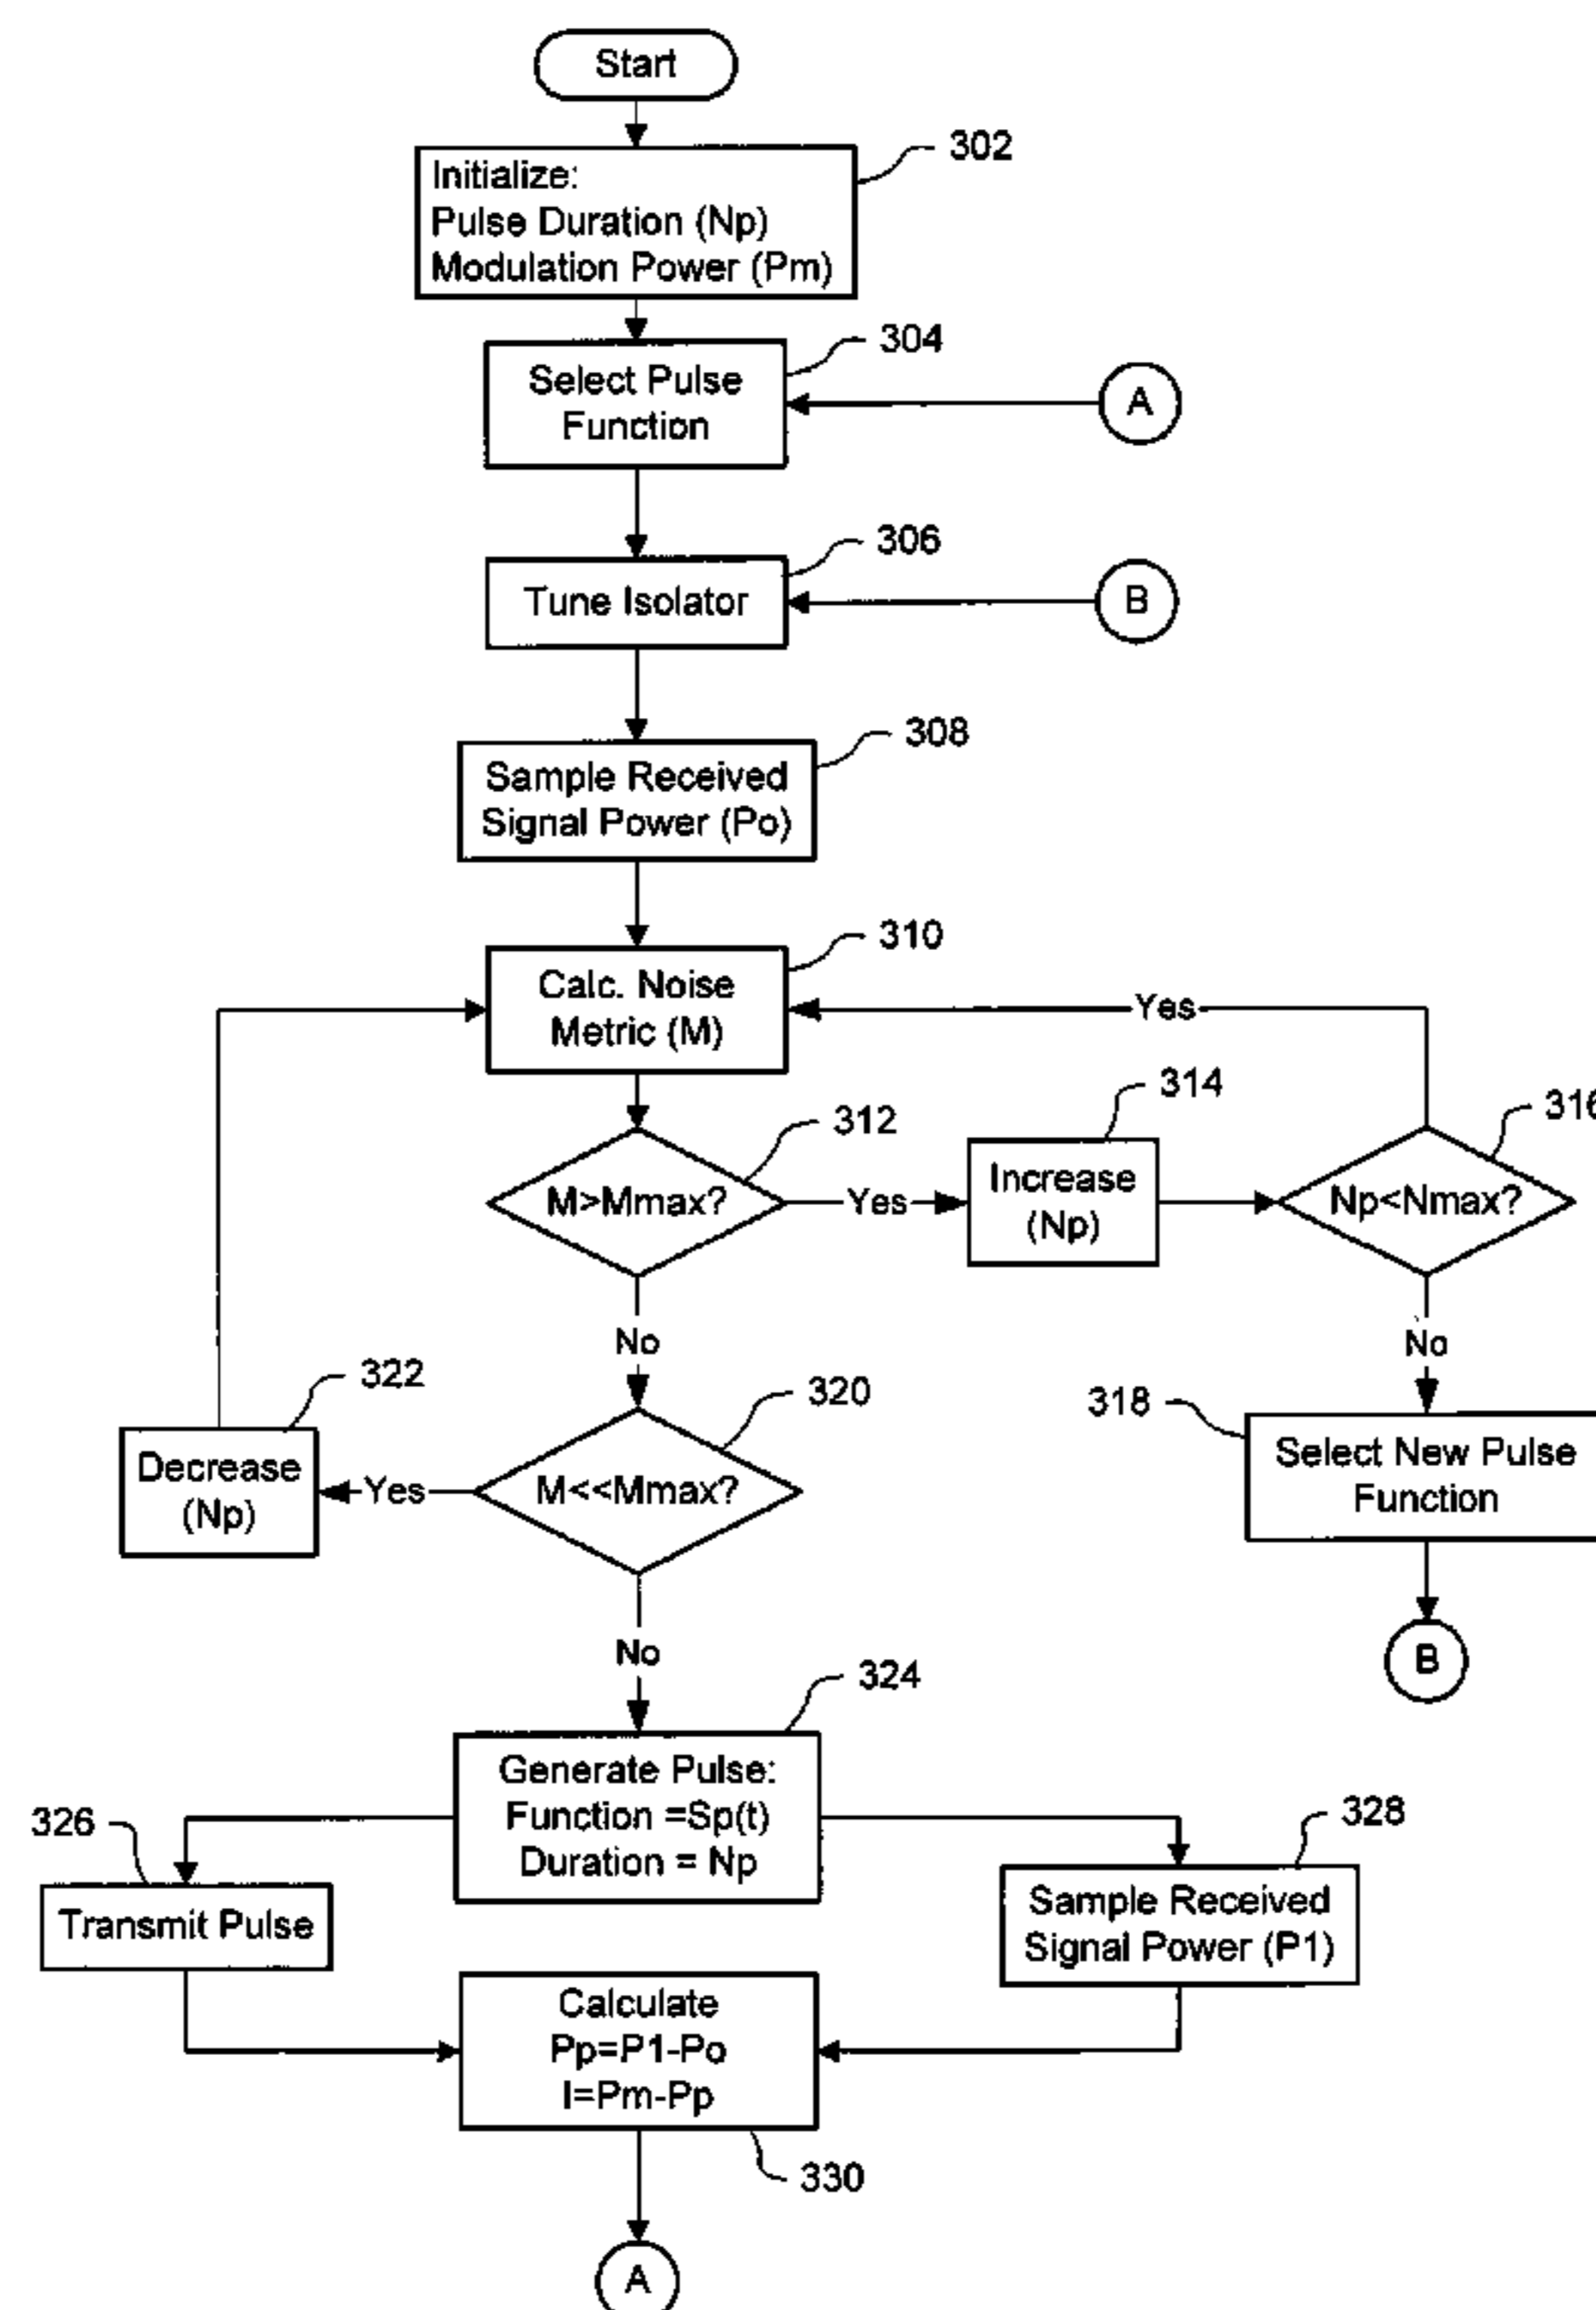 Start
302
Initialize:
Pulse Duration (Np)
Modulation Power (Pm)
304
Select Pulse
Function
A
306
Tune Isolator
B
308
Sample Received
Signal Power (Po)
310
Calc. Noise
Metric (M)
Yes
312
314
316
M>Mmax?
Yes
Increase
(Np)
Np<Nmax?
No
No
322
320
318
Decrease
(Np)
Yes
M<<Mmax?
Select New Pulse
Function
No
B
324
Generate Pulse:
Function =Sp(t)
Duration = Np
326
328
Transmit Pulse
Sample Received
Signal Power (P1)
Calculate
Pp=P1-Po
I=Pm-Pp
330
A